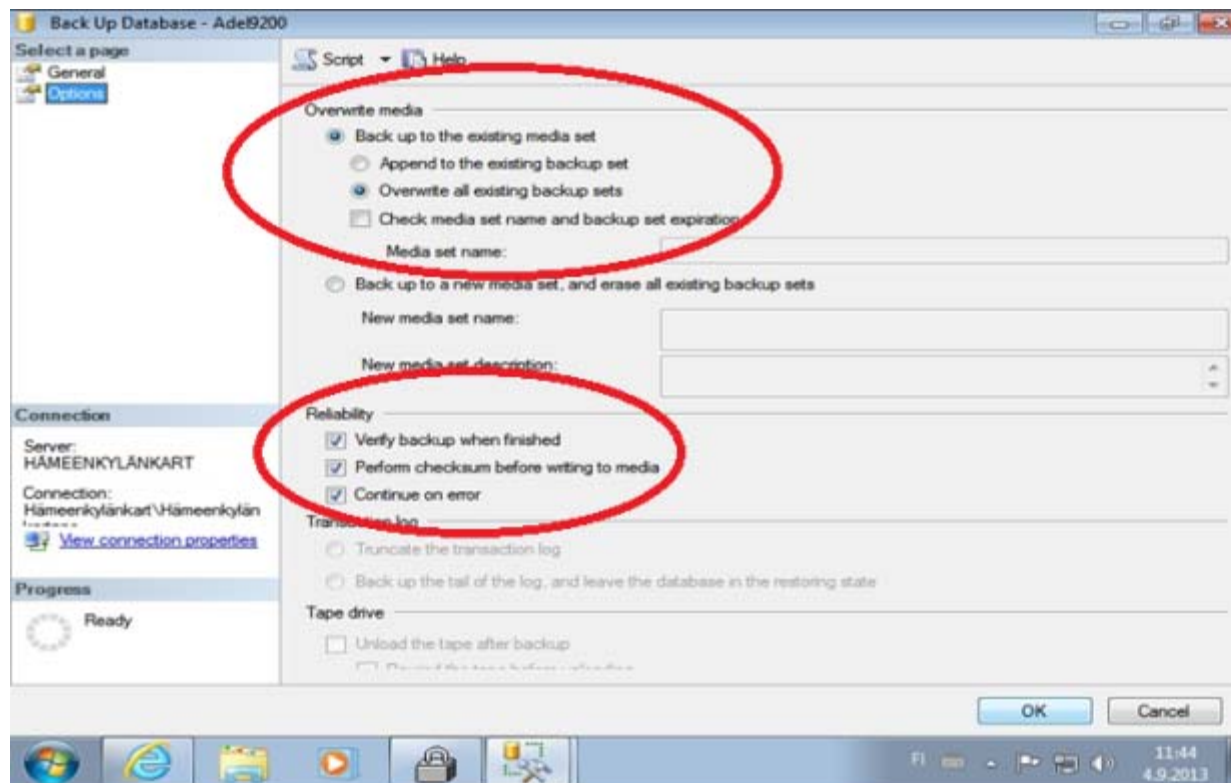 Back Up Database - Adel9200
Select a page
General
Options
Script Help
Overwrite media
Back up to the existing media set
Append to the existing backup set
Overwrite all existing backup sets
Check media set name and backup set expiration
Media set name:
Back up to a new media set, and erase all existing backup sets
New media set name:
New media set description:
Reliability
Verify backup when finished
Perform checksum before writing to media
Continue on error
Transaction log
Truncate the transaction log
Back up the tail of the log, and leave the database in the restoring state
Tape drive
Unload the tape after backup
Connection
Server:
HÄMEENKYLÄNKART
Connection:
Hämeenkylänkart\Hämeenkylän
View connection properties
Progress
Ready
OK Cancel
FI
11:44
4.9.2013